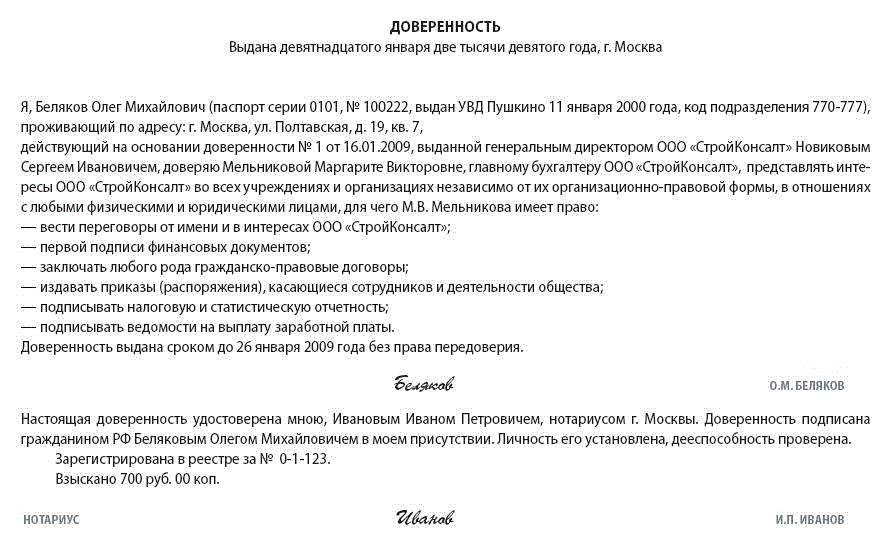 ДОВЕРЕННОСТЬ
Выдана девятнадцатого января две тысячи девятого года, г. Москва
Я, Беляков Олег Михайлович (паспорт серии 0101, № 100222, выдан УВД Пушкино 11 января 2000 года, код подразделения 770-777),
проживающий по адресу: г. Москва, ул. Полтавская, д. 19, кв. 7,
действующий на основании доверенности № 1 от 16.01.2009, выданной генеральным директором ООО «СтройКонсалт» Новиковым
Сергеем Ивановичем, доверяю Мельниковой Маргарите Викторовне, главному бухгалтеру ООО «СтройКонсалт», представлять инте-
ресы ООО «СтройКонсалт» во всех учреждениях и организациях независимо от их организационно-правовой формы, в отношениях
с любыми физическими и юридическими лицами, для чего М.В. Мельникова имеет право:
— вести переговоры от имени и в интересах ООО «СтройКонсалт»;
— первой подписи финансовых документов;
— заключать любого рода гражданско-правовые договоры;
— издавать приказы (распоряжения), касающиеся сотрудников и деятельности общества;
— подписывать налоговую и статистическую отчетность;
— подписывать ведомости на выплату заработной платы.
Доверенность выдана сроком до 26 января 2009 года без права передоверия.
Беляков О.М. БЕЛЯКОВ
Настоящая доверенность удостоверена мною, Ивановым Иваном Петровичем, нотариусом г. Москвы. Доверенность подписана
гражданином РФ Беляковым Олегом Михайловичем в моем присутствии. Личность его установлена, дееспособность проверена.
Зарегистрирована в реестре за № 0-1-123.
Взыскано 700 руб. 00 коп.
НОТАРИУС Иванов И.П. ИВАНОВ